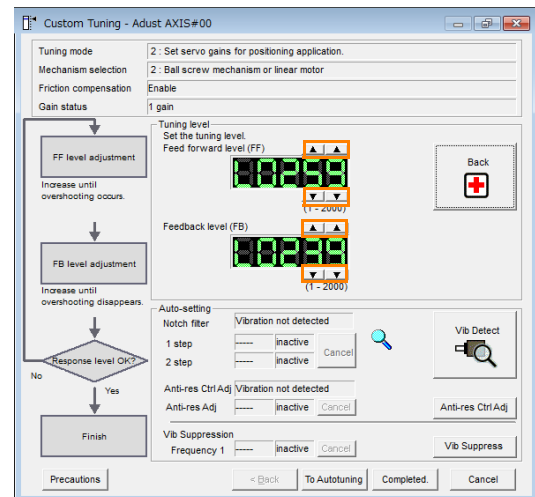 Custom Tuning - Adust AXIS#00
Tuning mode 2 : Set servo gains for positioning application.
Mechanism selection 2 : Ball screw mechanism or linear motor
Friction compensation Enable
Gain status 1 gain
FF level adjustment
Increase until
overshooting occurs.
FB level adjustment
Increase until
overshooting disappears.
Response level OK?
No
Yes
Finish
Tuning level
Set the tuning level.
Feed forward
level (FF)
L0259
(1 - 2000)
Feedback level (FB)
L0299
(1 - 2000)
Back
Auto-setting
Notch filter Vibration not detected
1 step ----- inactive
2 step ----- inactive
Cancel
Vib Detect
Anti-res Ctrl Adj Vibration not detected
Anti-res Adj ----- inactive Cancel
Anti-res Ctrl Adj
Vib Suppression
Frequency 1 ----- inactive Cancel
Vib Suppress
Precautions
< Back
To Autotuning
Completed.
Cancel